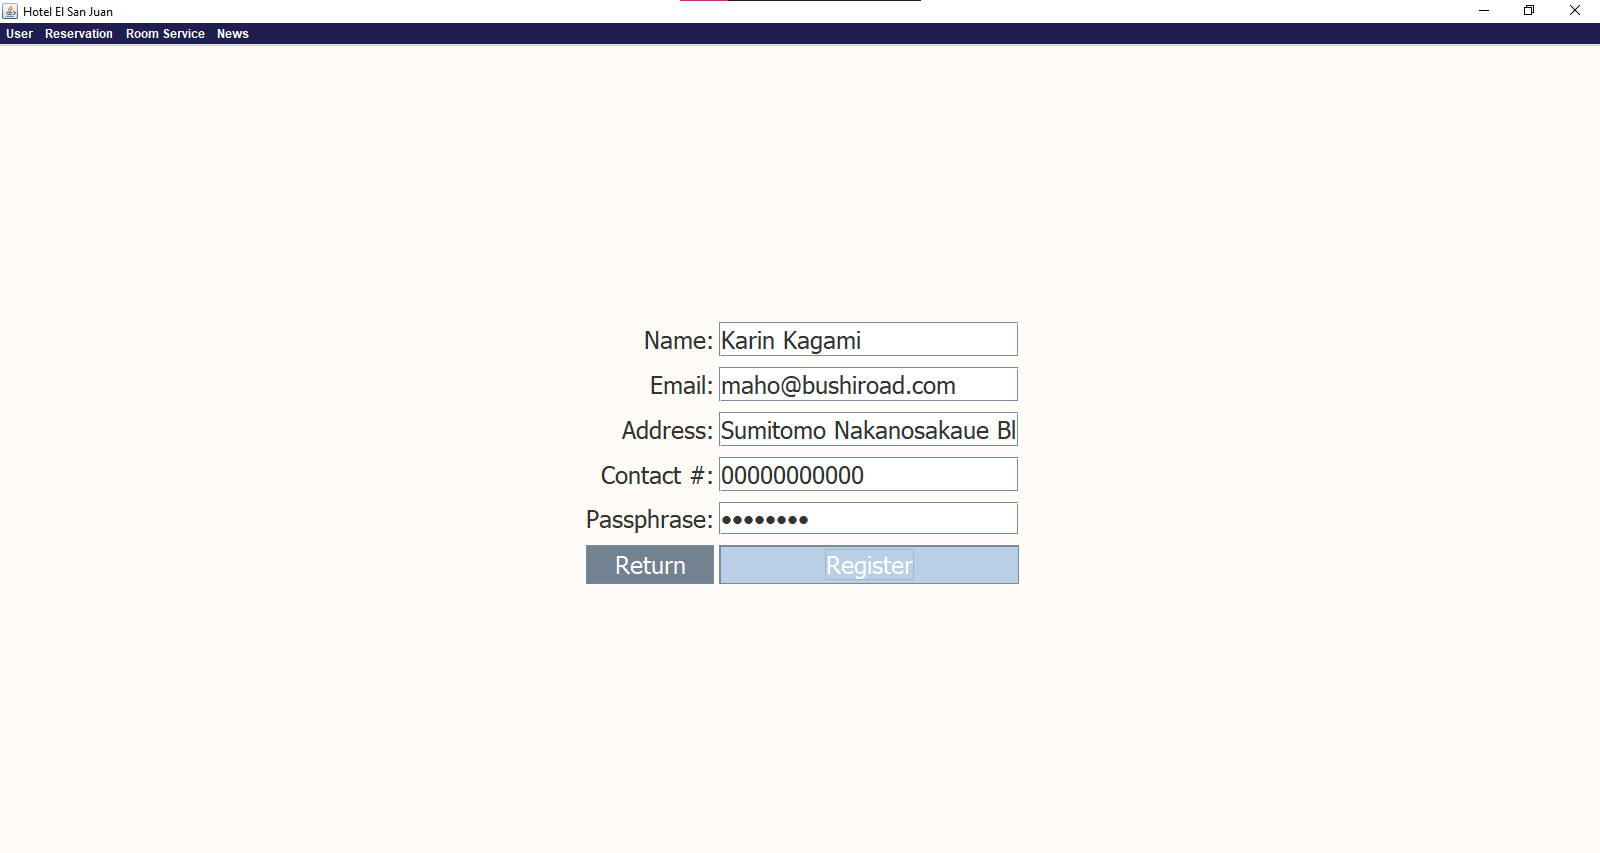 Hotel El San Juan
User Reservation Room Service News
Name: Karin Kagami
Email: maho@bushiroad.com
Address: Sumitomo Nakanosakaue Bl
Contact #: 00000000000
Passphrase: ••••••••
Return Register